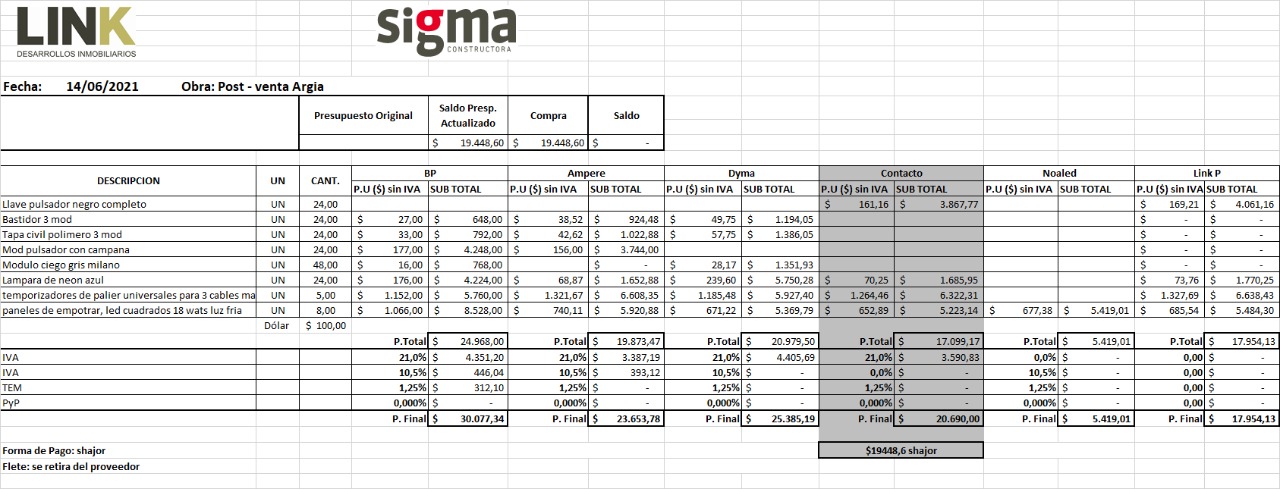 LINK
DESARROLLOS INMOBILIARIOS
sigma
CONSTRUCTORA
Fecha: 14/06/2021 Obra: Post - venta Argia
Presupuesto Original Saldo Presp. Actualizado Compra Saldo
$ 19.448,60 $ 19.448,60 $ -
DESCRIPCION UN CANT. BP Ampere Dyma Contacto Noaled Link P
P.U ($) sin IVA SUB TOTAL P.U ($) sin IVA SUB TOTAL P.U ($) sin IVA SUB TOTAL P.U ($) sin IVA SUB TOTAL P.U ($) sin IVA SUB TOTAL P.U ($) sin IVA SUB TOTAL
Llave pulsador negro completo UN 24,00 $ 161,16 $ 3.867,77 $ 169,21 $ 4.061,16
Bastidor 3 mod UN 24,00 $ 27,00 $ 648,00 $ 38,52 $ 924,48 $ 49,75 $ 1.194,05 $ - $ -
Tapa civil polimero 3 mod UN 24,00 $ 33,00 $ 792,00 $ 42,62 $ 1.022,88 $ 57,75 $ 1.386,05 $ - $ -
Mod pulsador con campana UN 24,00 $ 177,00 $ 4.248,00 $ 156,00 $ 3.744,00 $ - $ -
Modulo ciego gris milano UN 48,00 $ 16,00 $ 768,00 $ - $ 28,17 $ 1.351,93 $ - $ -
Lampara de neon azul UN 24,00 $ 176,00 $ 4.224,00 $ 68,87 $ 1.652,88 $ 239,60 $ 5.750,28 $ 70,25 $ 1.685,95 $ 73,76 $ 1.770,25
temporizadores de palier universales para 3 cables ma UN 5,00 $ 1.152,00 $ 5.760,00 $ 1.321,67 $ 6.608,35 $ 1.185,48 $ 5.927,40 $ 1.264,46 $ 6.322,31 $ 1.327,69 $ 6.638,43
paneles de empotrar, led cuadrados 18 wats luz fria UN 8,00 $ 1.066,00 $ 8.528,00 $ 740,11 $ 5.920,88 $ 671,22 $ 5.369,79 $ 652,89 $ 5.223,14 $ 677,38 $ 5.419,01 $ 685,54 $ 5.484,30
Dólar $ 100,00
P.Total $ 24.968,00 P.Total $ 19.873,47 P.Total $ 20.979,50 P.Total $ 17.099,17 P.Total $ 5.419,01 P.Total $ 17.954,13
IVA 21,0% $ 4.351,20 21,0% $ 3.387,19 21,0% $ 4.405,69 21,0% $ 3.590,83 0,0% $ - 0,00 $ -
IVA 10,5% $ 446,04 10,5% $ 393,12 10,5% $ - 0,0% $ - 10,5% $ - 0,00 $ -
TEM 1,25% $ 312,10 1,25% $ - 1,25% $ - 1,25% $ - 1,25% $ - 0,00 $ -
PyP 0,000% $ - 0,000% $ - 0,000% $ - 0,000% $ - 0,000% $ - 0,00 $ -
P. Final $ 30.077,34 P. Final $ 23.653,78 P. Final $ 25.385,19 P. Final $ 20.690,00 P. Final $ 5.419,01 P. Final $ 17.954,13
Forma de Pago: shajor $19448,6 shajor
Flete: se retira del proveedor